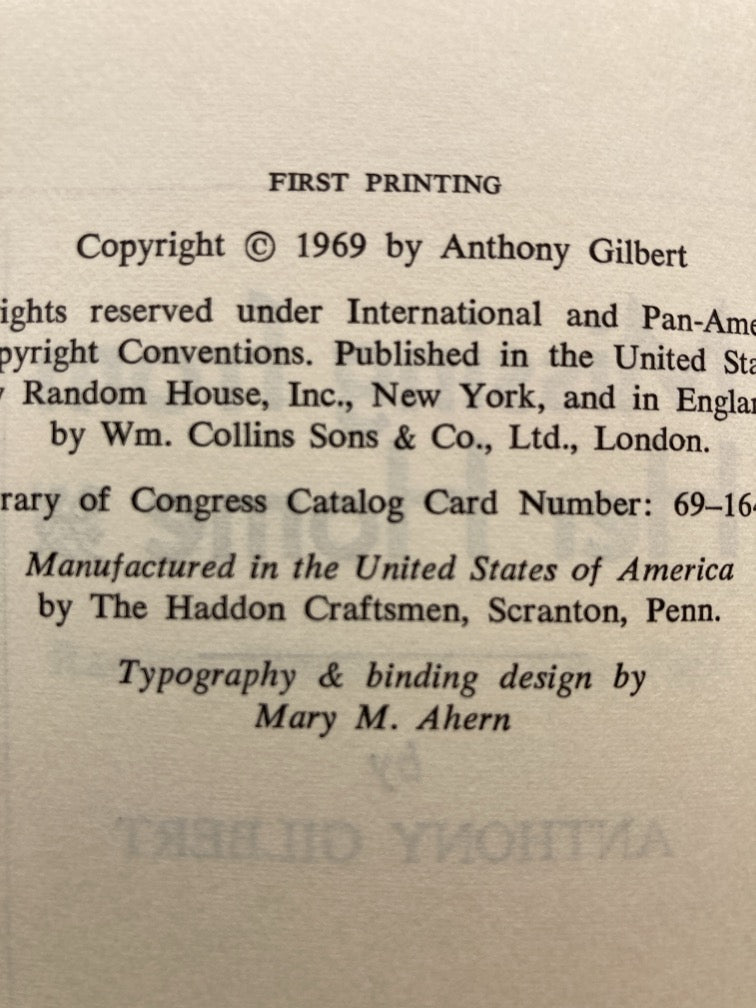 FIRST PRINTING
Copyright © 1969 by Anthony Gilbert
ights reserved under International and Pan-Ame
pyright Conventions. Published in the United Sta
Random House, Inc., New York, and in Englan
by Wm. Collins Sons & Co., Ltd., London.
rary of Congress Catalog Card Number: 69–16
Manufactured in the United States of America
by The Haddon Craftsmen, Scranton, Penn.
Typography & binding design by
Mary M. Ahern
by
ANTHONY GILBERT